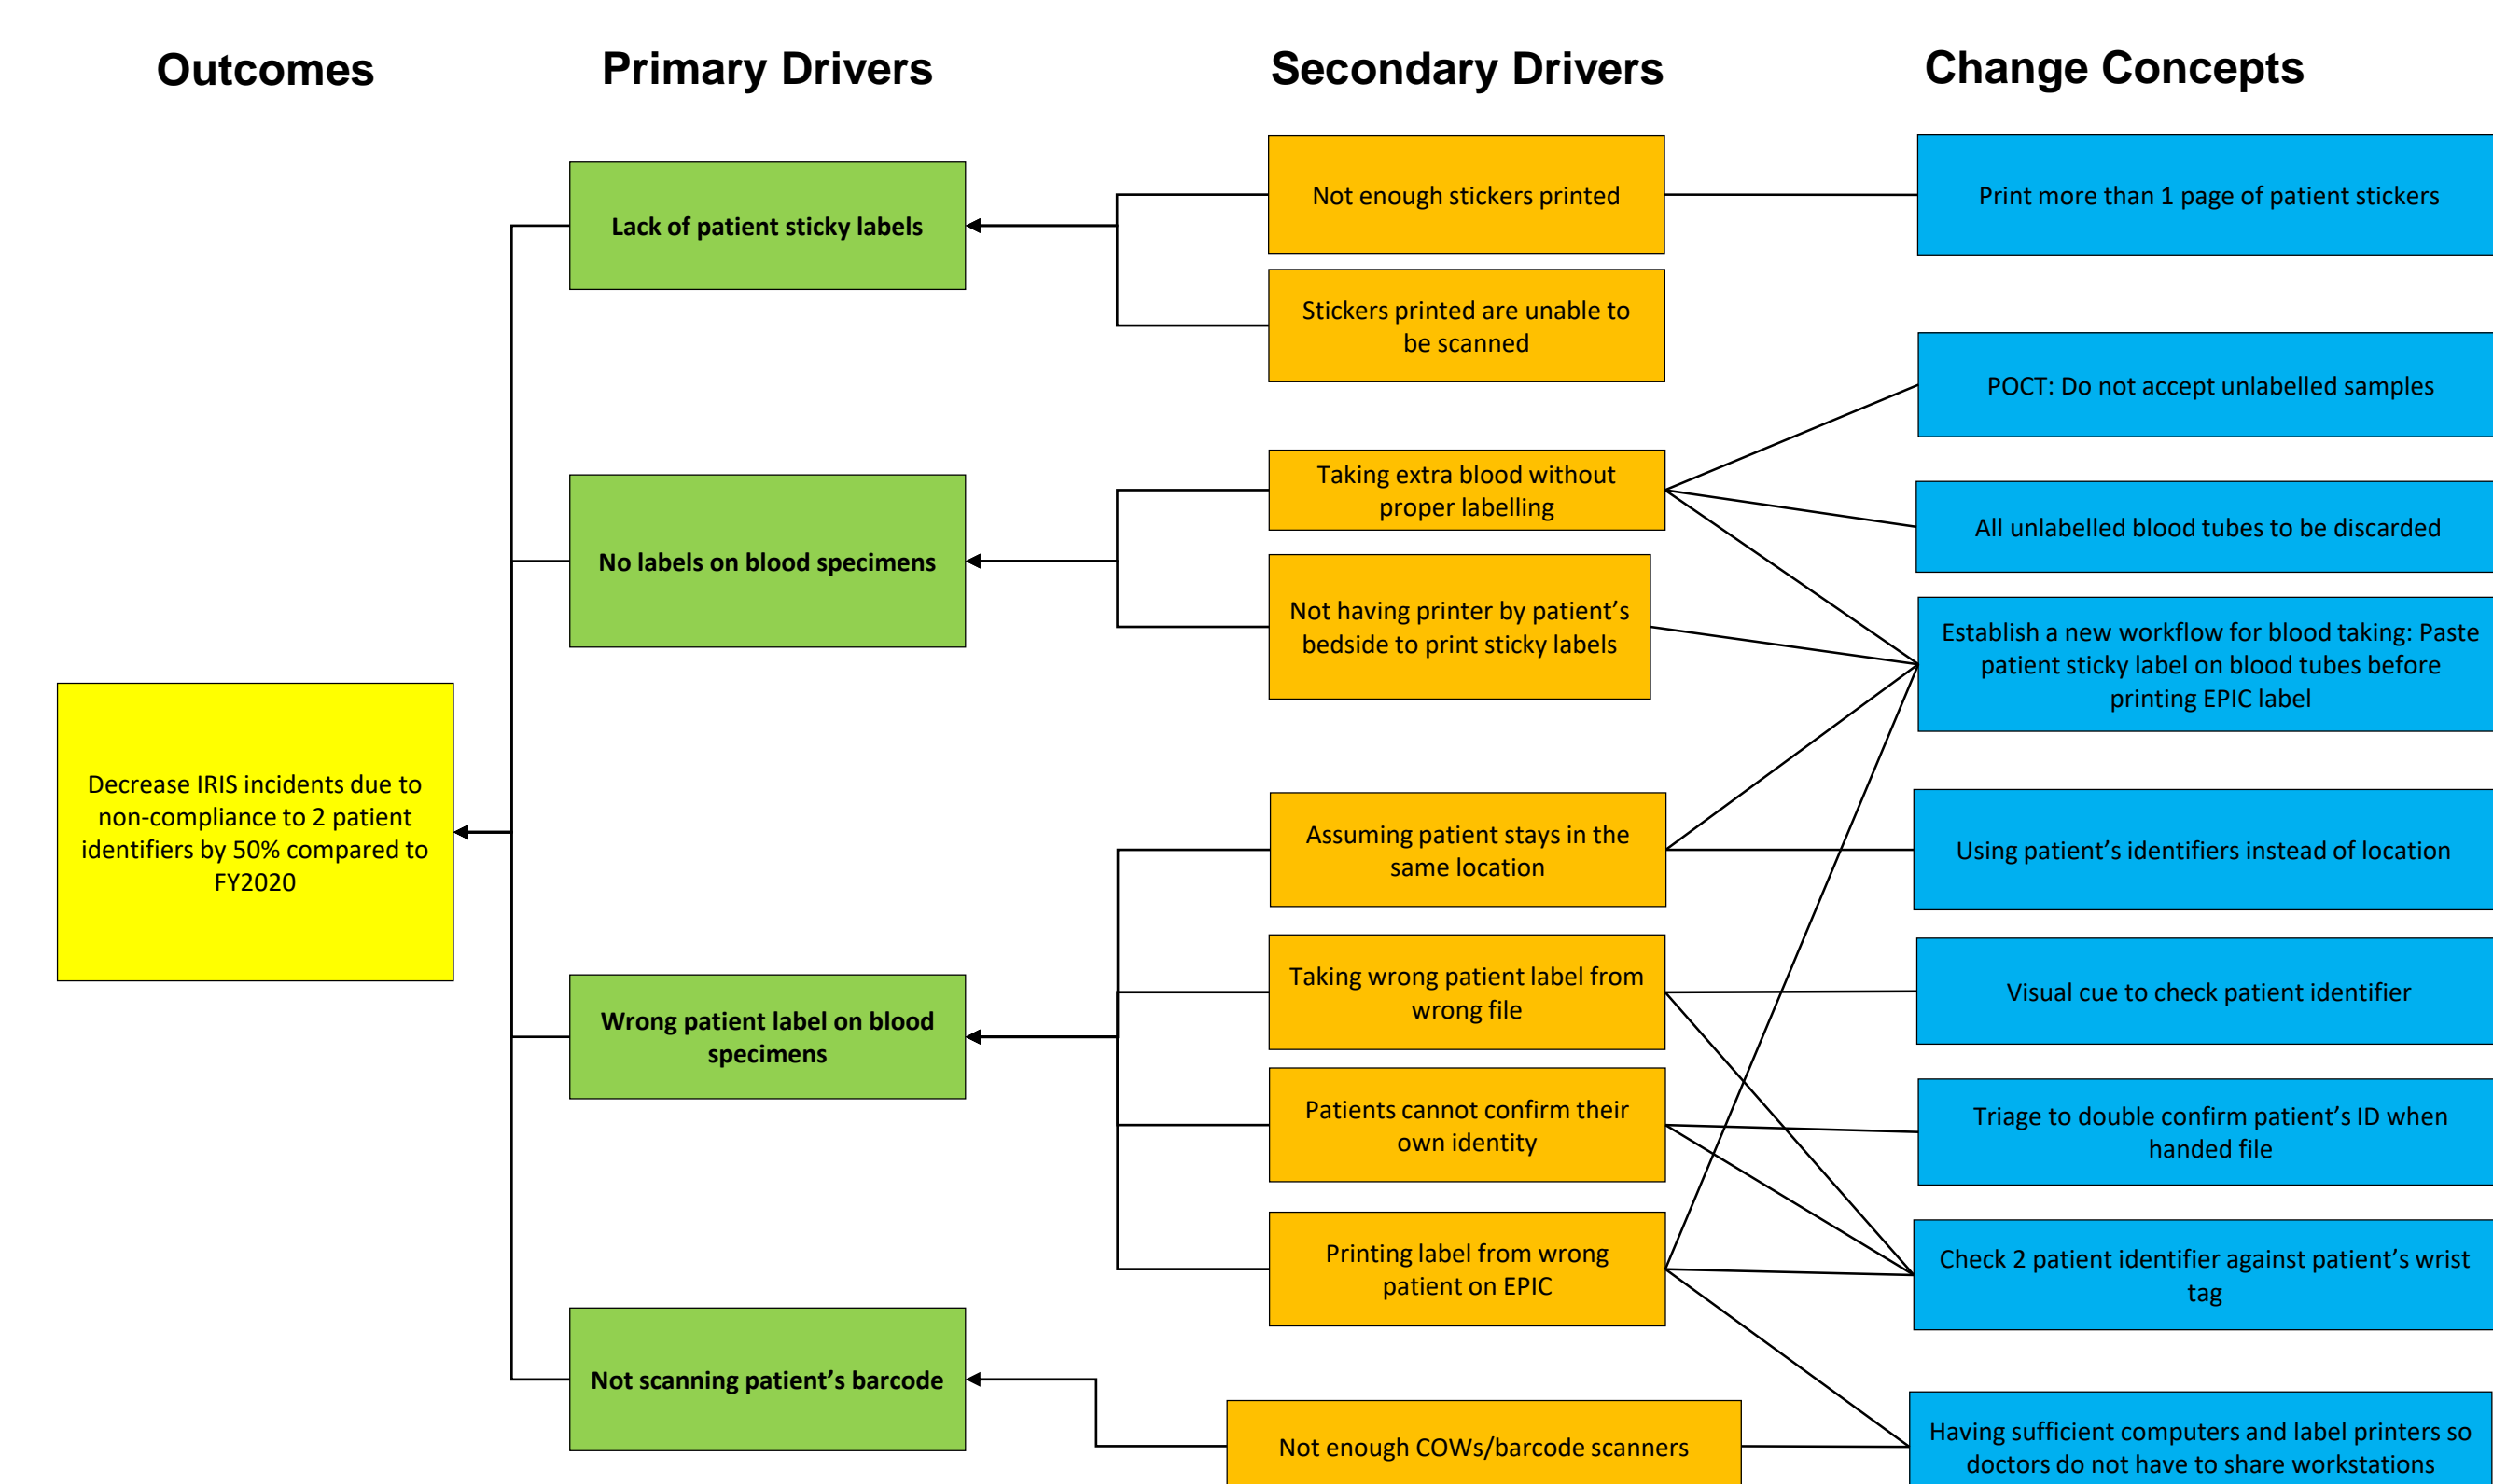 Outcomes
Primary Drivers
Secondary Drivers
Change Concepts
Decrease IRIS incidents due to
non-compliance to 2 patient
identifiers by 50% compared to
FY2020
Lack of patient sticky labels
No labels on blood specimens
Wrong patient label on blood
specimens
Not scanning patient’s barcode
Not enough stickers printed
Stickers printed are unable to
be scanned
Taking extra blood without
proper labelling
Not having printer by patient’s
bedside to print sticky labels
Assuming patient stays in the
same location
Taking wrong patient label from
wrong file
Patients cannot confirm their
own identity
Printing label from wrong
patient on EPIC
Not enough COWs/barcode scanners
Print more than 1 page of patient stickers
POCT: Do not accept unlabelled samples
All unlabelled blood tubes to be discarded
Establish a new workflow for blood taking: Paste
patient sticky label on blood tubes before
printing EPIC label
Using patient’s identifiers instead of location
Visual cue to check patient identifier
Triage to double confirm patient’s ID when
handed file
Check 2 patient identifier against patient’s wrist
tag
Having sufficient computers and label printers so
doctors do not have to share workstations